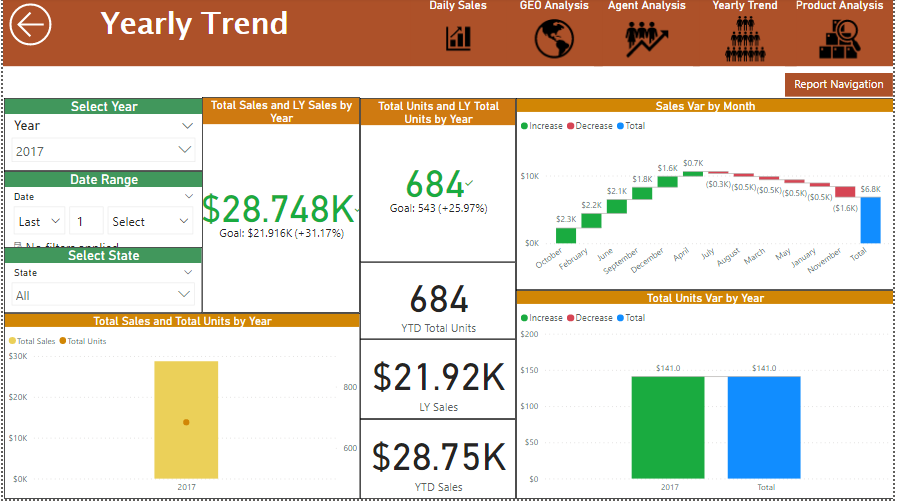 Yearly Trend
Daily Sales
GEO Analysis
Agent Analysis
Yearly Trend
Product Analysis
Report Navigation
Select Year
Year
2017
Date Range
Date
Last
1
Select
No filters applied
Select State
State
All
Total Sales and LY Sales by
Year
$28.748K
Goal: $21.916K (+31.17%)
Total Units and LY Total
Units by Year
684
Goal: 543 (+25.97%)
684
YTD Total Units
$21.92K
LY Sales
$28.75K
YTD Sales
Sales Var by Month
Increase Decrease Total
$10K
$0K
$2.3K
$2.2K
$2.1K
$1.8K
$1.6K
$0.7K
($0.3K)
($0.5K)
($0.5K)
($0.5K)
($0.5K)
($1.6K)
$6.8K
October
February
June
September
December
April
July
August
March
May
January
November
Total
Total Sales and Total Units by Year
Total Sales Total Units
$30K
$20K
$10K
$0K
800
600
2017
Total Units Var by Year
Increase Decrease Total
$200
$150
$100
$50
$0
$141.0
$141.0
2017
Total